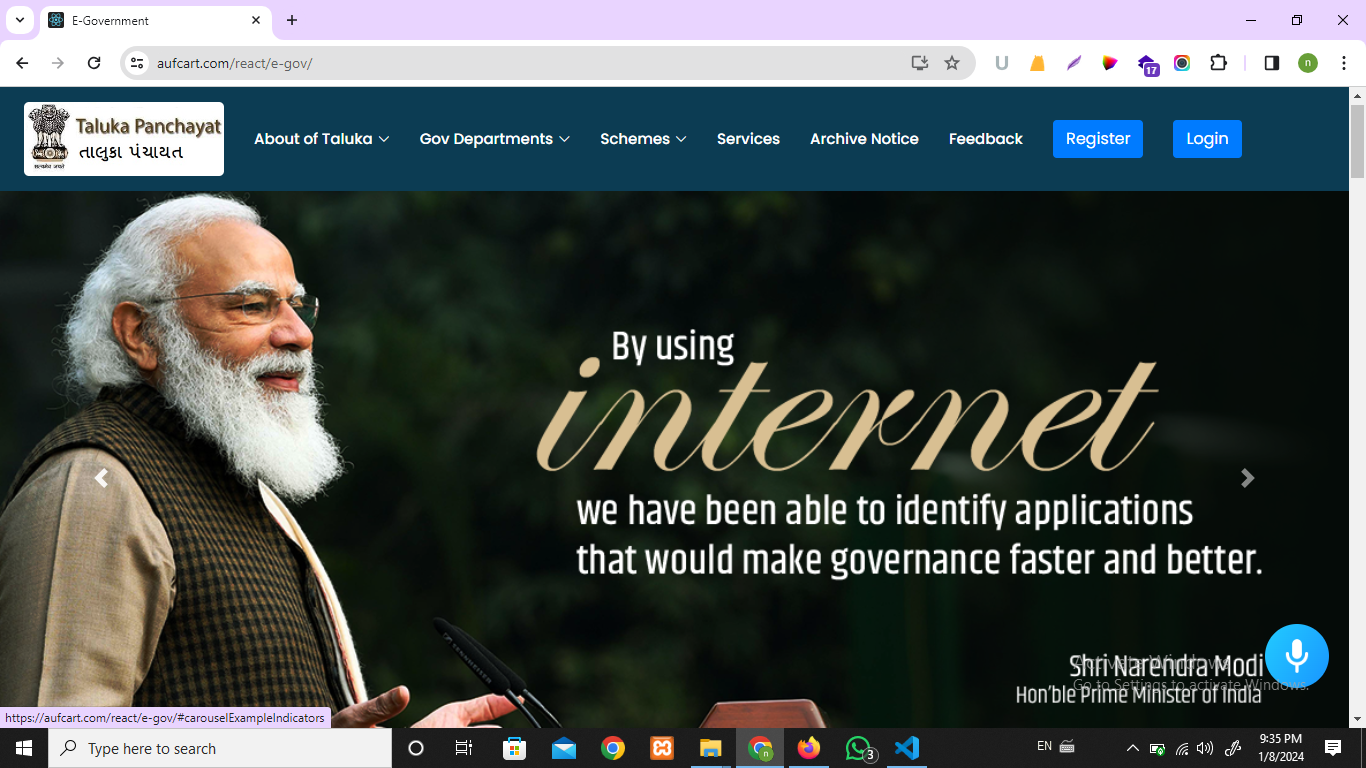 E-Government
aufcart.com/react/e-gov/
U
17
n
Taluka Panchayat
તાલુકા પંચાયત
सत्यमेव जयते
About of Taluka
Gov Departments
Schemes
Services
Archive Notice
Feedback
Register
Login
By using
internet
we have been able to identify applications
that would make governance faster and better.
Shri Narendra Modi
Hon'ble Prime Minister of India
Activate Windows
Go to Settings to activate Windows.
https://aufcart.com/react/e-gov/#carouselExampleIndicators
Type here to search
n
3
EN
9:35 PM
1/8/2024